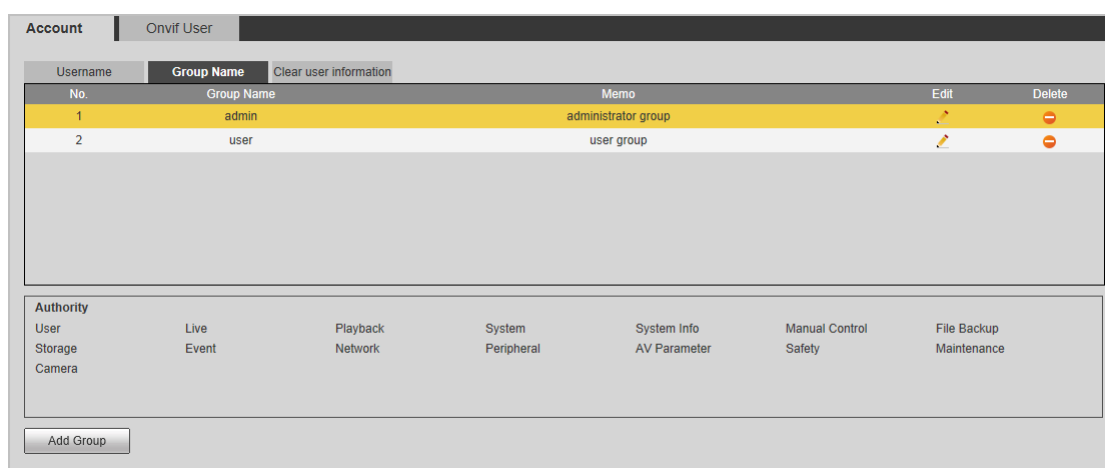 Account Onvif User
Username Group Name Clear user information
No. Group Name Memo Edit Delete
1 admin administrator group
2 user user group
Authority
User Live Playback System System Info Manual Control File Backup
Storage Event Network Peripheral AV Parameter Safety Maintenance
Camera
Add Group